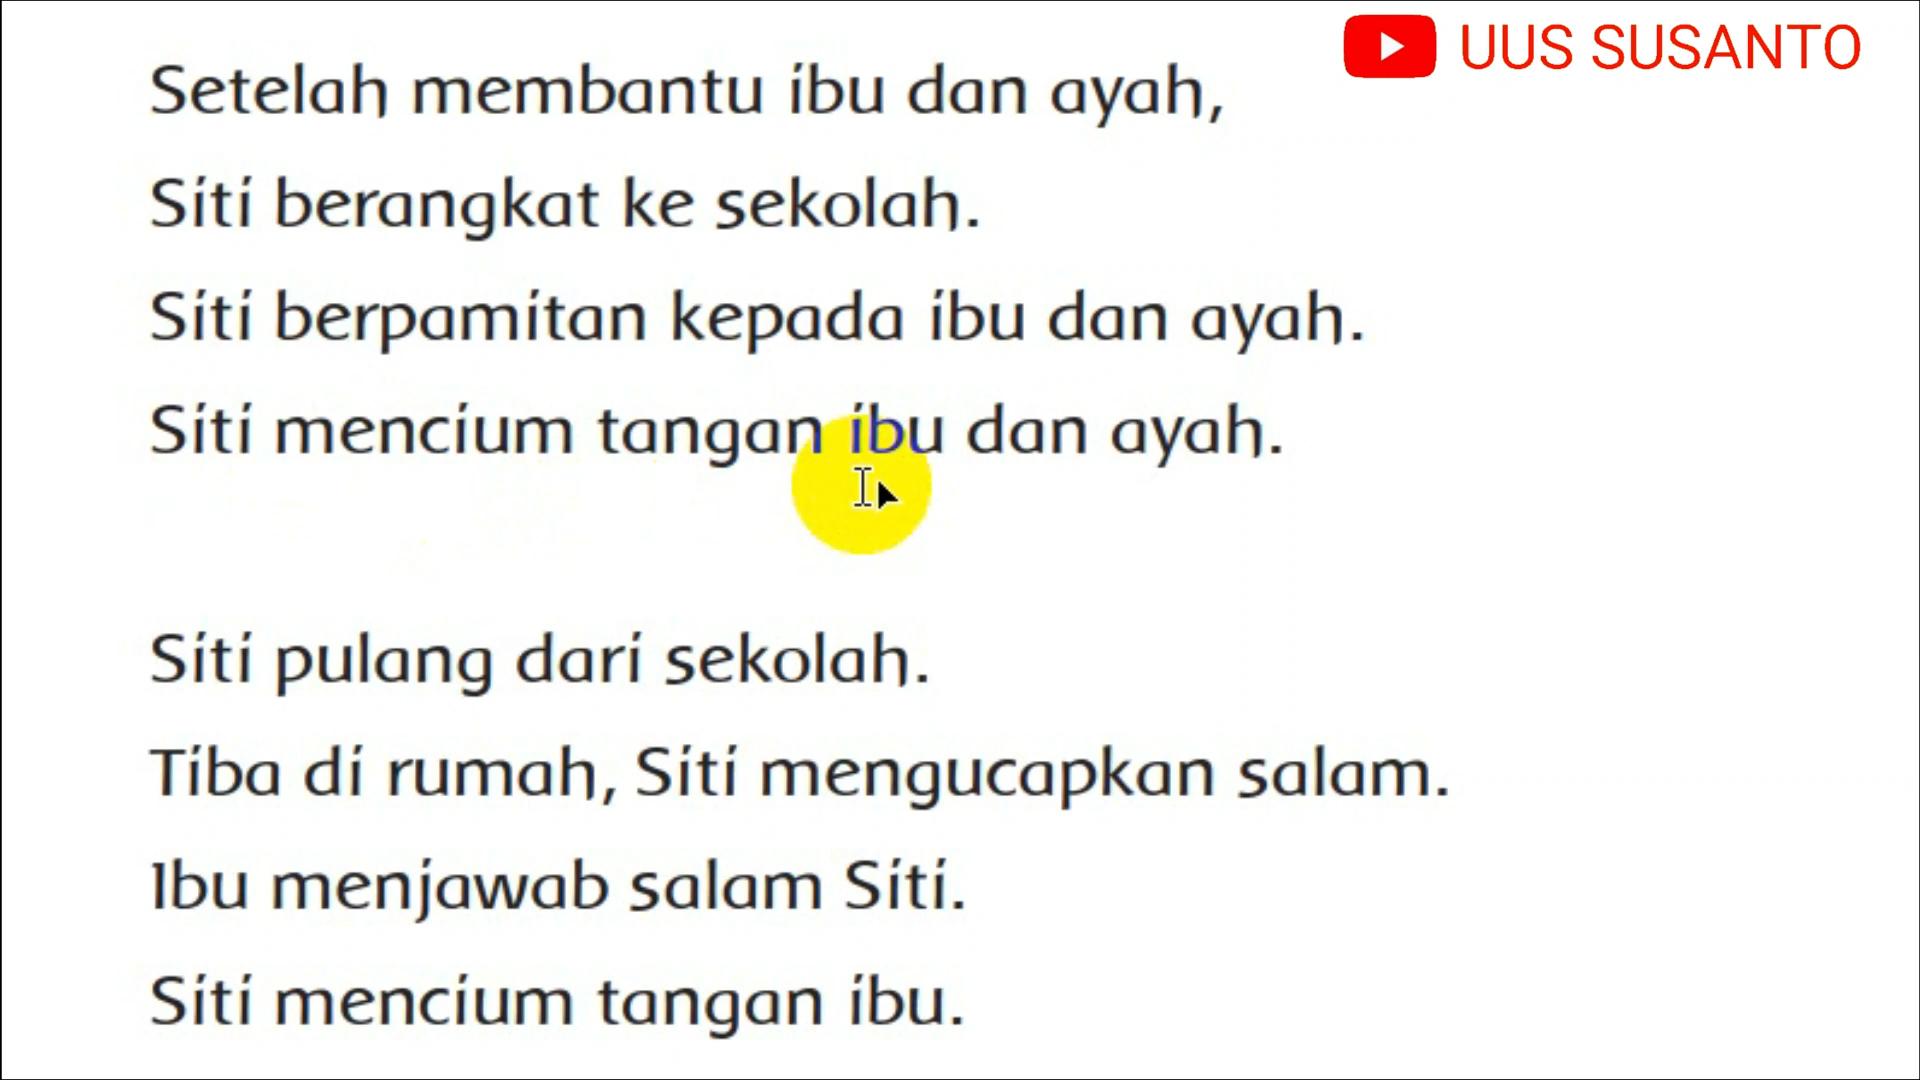 UUS SUSANTO
Setelah membantu ibu dan ayah,
Siti berangkat ke sekolah.
Siti berpamitan kepada ibu dan ayah.
Siti mencium tangan ibu dan ayah.
Siti pulang dari sekolah.
Tiba di rumah, Siti mengucapkan salam.
Ibu menjawab salam Siti.
Siti mencium tangan ibu.